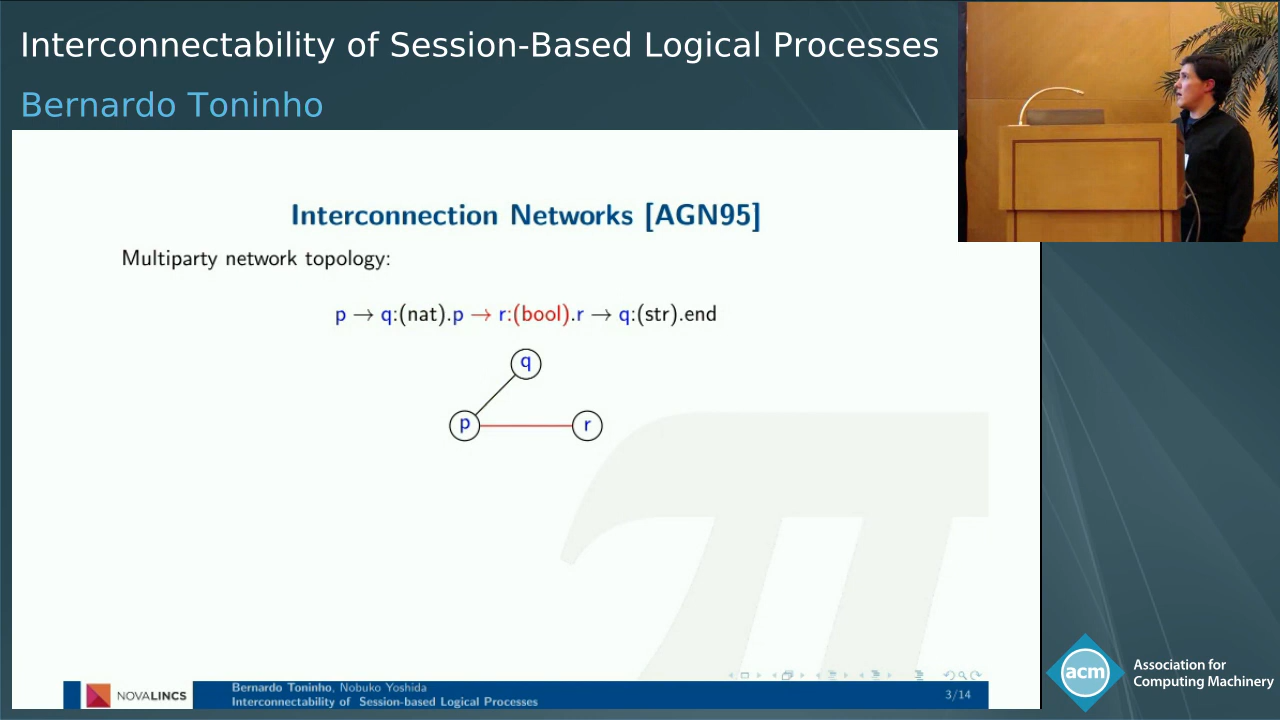 Interconnectability of Session-Based Logical Processes
Bernardo Toninho
Interconnection Networks [AGN95]
Multiparty network topology:
p → q:(nat).p → r:(bool).r → q:(str).end
q
p
r
NOVALINCS
Bernardo Toninho, Nobuko Yoshida
Interconnectability of Session-based Logical Processes
3/14
acm
Association for
Computing Machinery